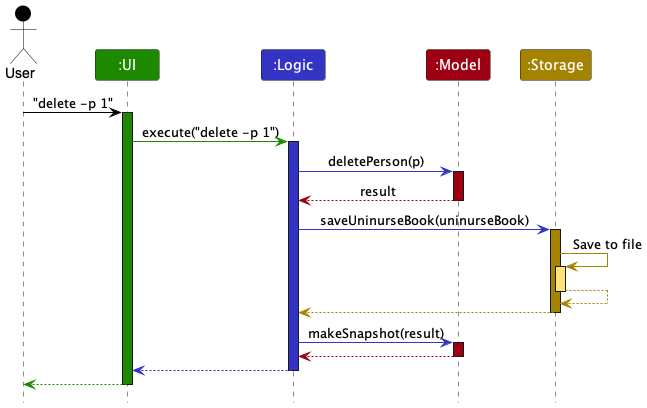 User
:UI
:Logic
:Model
:Storage
"delete -p 1"
execute("delete -p 1")
deletePerson(p)
result
saveUninurseBook(uninurseBook)
Save to file
makeSnapshot(result)